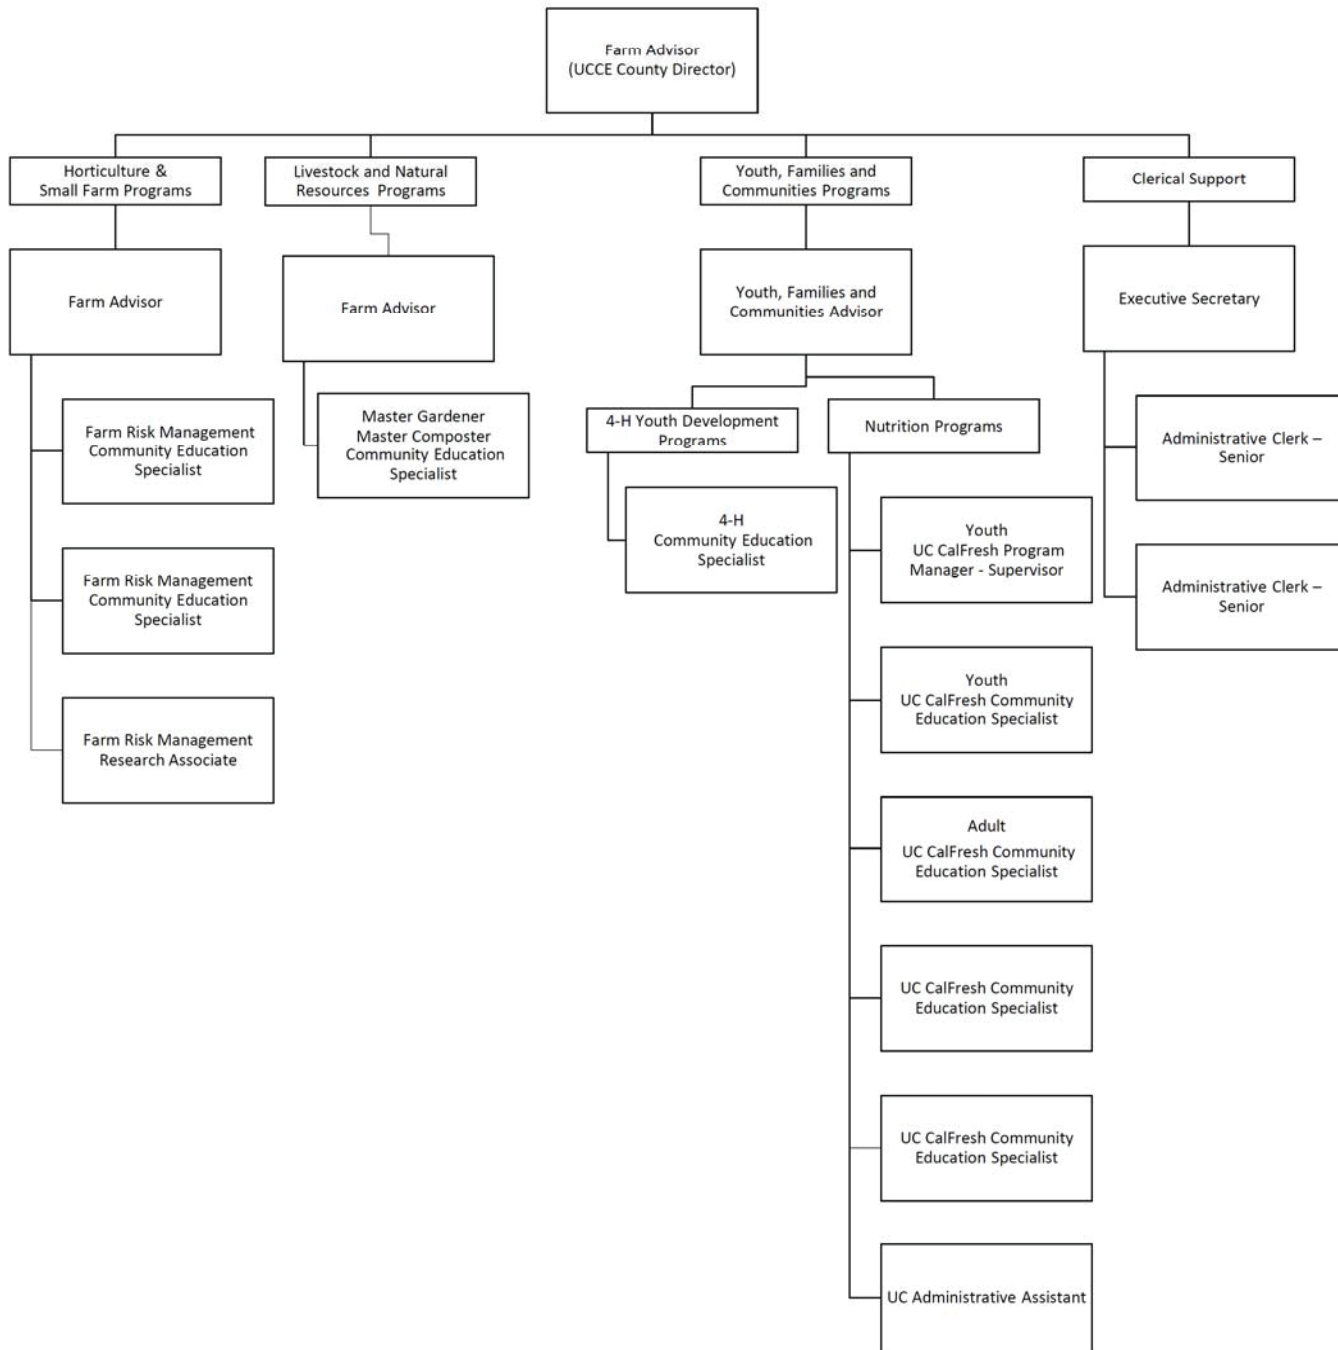 Farm Advisor
(UCCE County Director)
Horticulture &
Small Farm Programs
Livestock and Natural
Resources Programs
Youth, Families and
Communities Programs
Clerical Support
Farm Advisor
Farm Advisor
Youth, Families and
Communities Advisor
Executive Secretary
Farm Risk Management
Community Education
Specialist
Farm Risk Management
Community Education
Specialist
Farm Risk Management
Research Associate
Master Gardener
Master Composter
Community Education
Specialist
4-H Youth Development
Programs
4-H
Community Education
Specialist
Nutrition Programs
Youth
UC CalFresh Program
Manager - Supervisor
Youth
UC CalFresh Community
Education Specialist
Adult
UC CalFresh Community
Education Specialist
UC CalFresh Community
Education Specialist
UC CalFresh Community
Education Specialist
UC Administrative Assistant
Administrative Clerk –
Senior
Administrative Clerk –
Senior